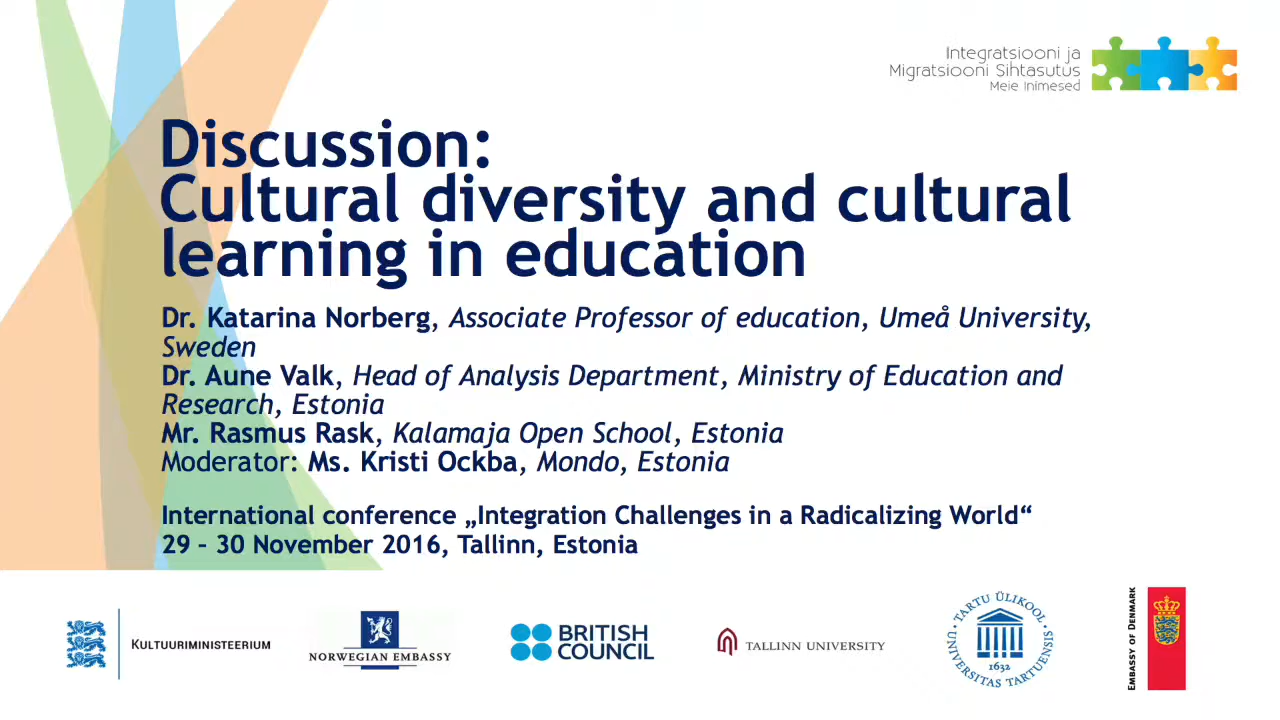 Integratsiooni ja
Migratsiooni Sihtasutus
Meie inimesed
Discussion:
Cultural diversity and cultural
learning in education
Dr. Katarina Norberg, Associate Professor of education, Umeå University,
Sweden
Dr. Aune Valk, Head of Analysis Department, Ministry of Education and
Research, Estonia
Mr. Rasmus Rask, Kalamaja Open School, Estonia
Moderator: Ms. Kristi Ockba, Mondo, Estonia
International conference „Integration Challenges in a Radicalizing World“
29 – 30 November 2016, Tallinn, Estonia
KULTUURIMINISTEERIUM
NORWEGIAN EMBASSY
BRITISH
COUNCIL
TALLINN UNIVERSITY
TARTU ÜLIKOOL
UNIVERSITAS TARTUENSIS
1632
EMBASSY OF DENMARK